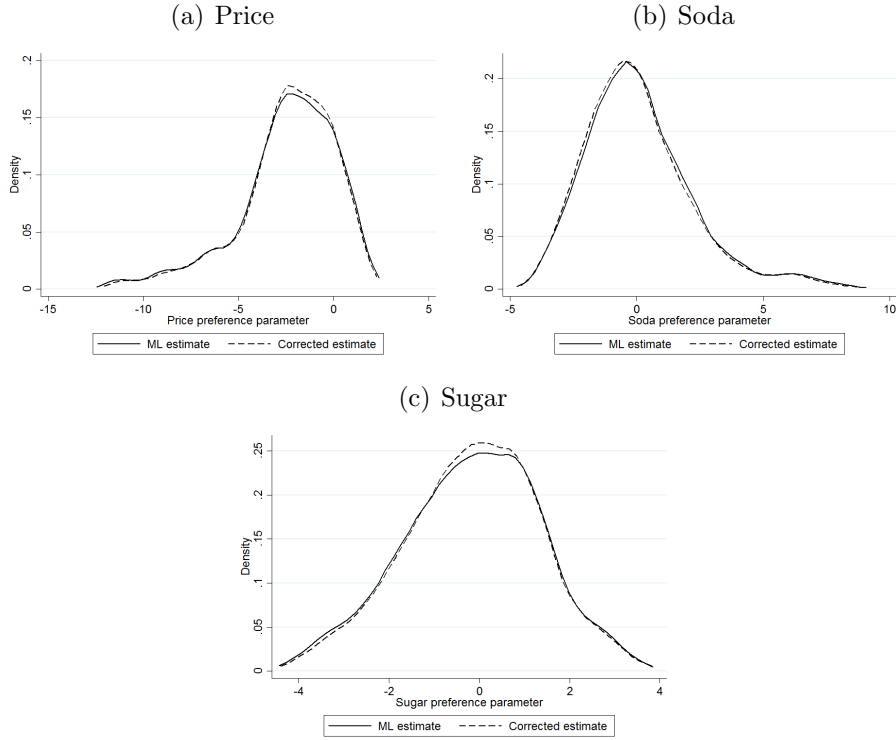 (a) Price
Density
0 .05 .1 .15 .2
-15 -10 -5 0 5
Price preference parameter
ML estimate Corrected estimate
(b) Soda
Density
0 .05 .1 .15 .2
-5 0 5 10
Soda preference parameter
ML estimate Corrected estimate
(c) Sugar
Density
0 .05 .1 .15 .2 .25
-4 -2 0 2 4
Sugar preference parameter
ML estimate Corrected estimate